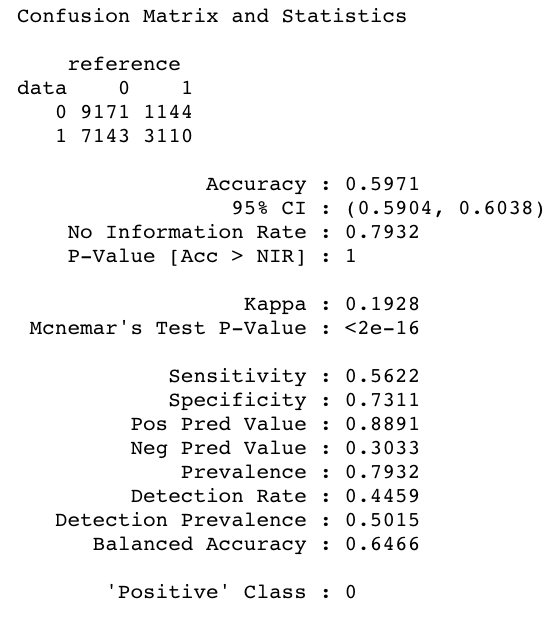 Confusion Matrix and Statistics
reference
data 0 1
0 9171 1144
1 7143 3110
Accuracy : 0.5971
95% CI : (0.5904, 0.6038)
No Information Rate : 0.7932
P-Value [Acc > NIR] : 1
Kappa : 0.1928
Mcnemar's Test P-Value : <2e-16
Sensitivity : 0.5622
Specificity : 0.7311
Pos Pred Value : 0.8891
Neg Pred Value : 0.3033
Prevalence : 0.7932
Detection Rate : 0.4459
Detection Prevalence : 0.5015
Balanced Accuracy : 0.6466
'Positive' Class : 0